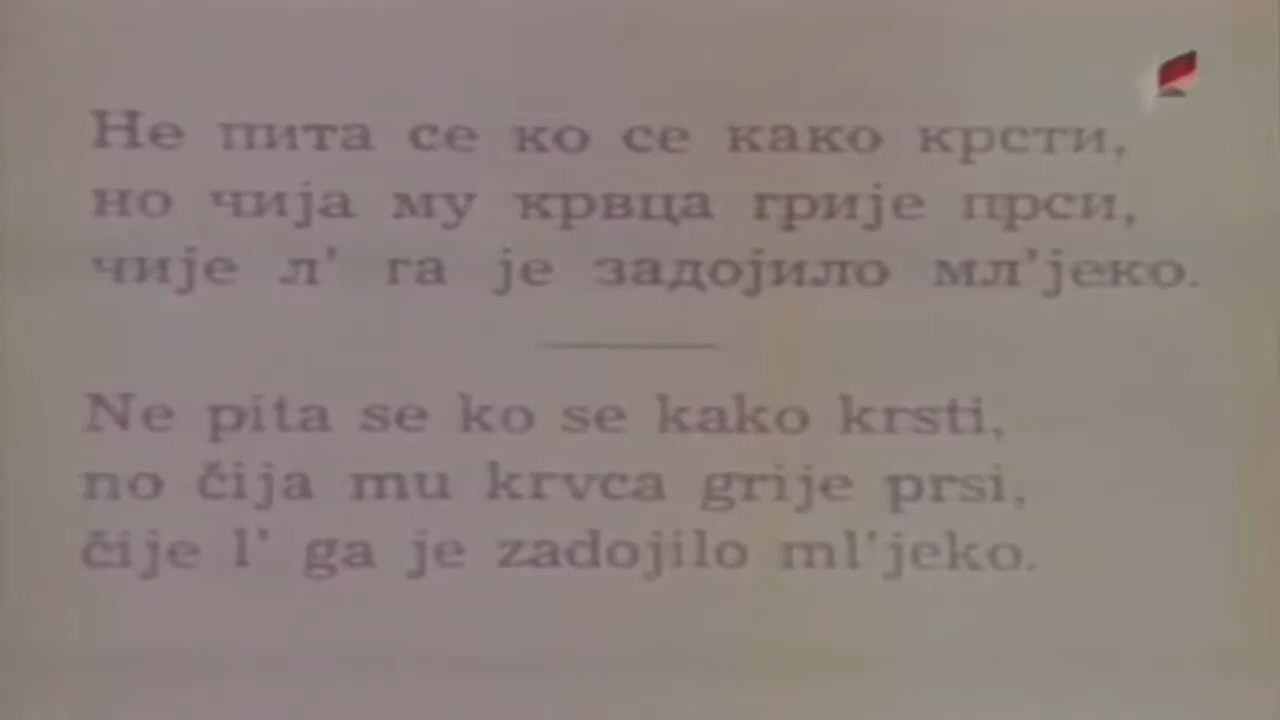 Не пита се ко се како крсти,
но чија му крвца грије прси,
чије л' га је задојило мл'јеко.
Ne pita se ko se kako krsti,
no čija mu krvca grije prsi,
čije l' ga je zadojilo ml'jeko.